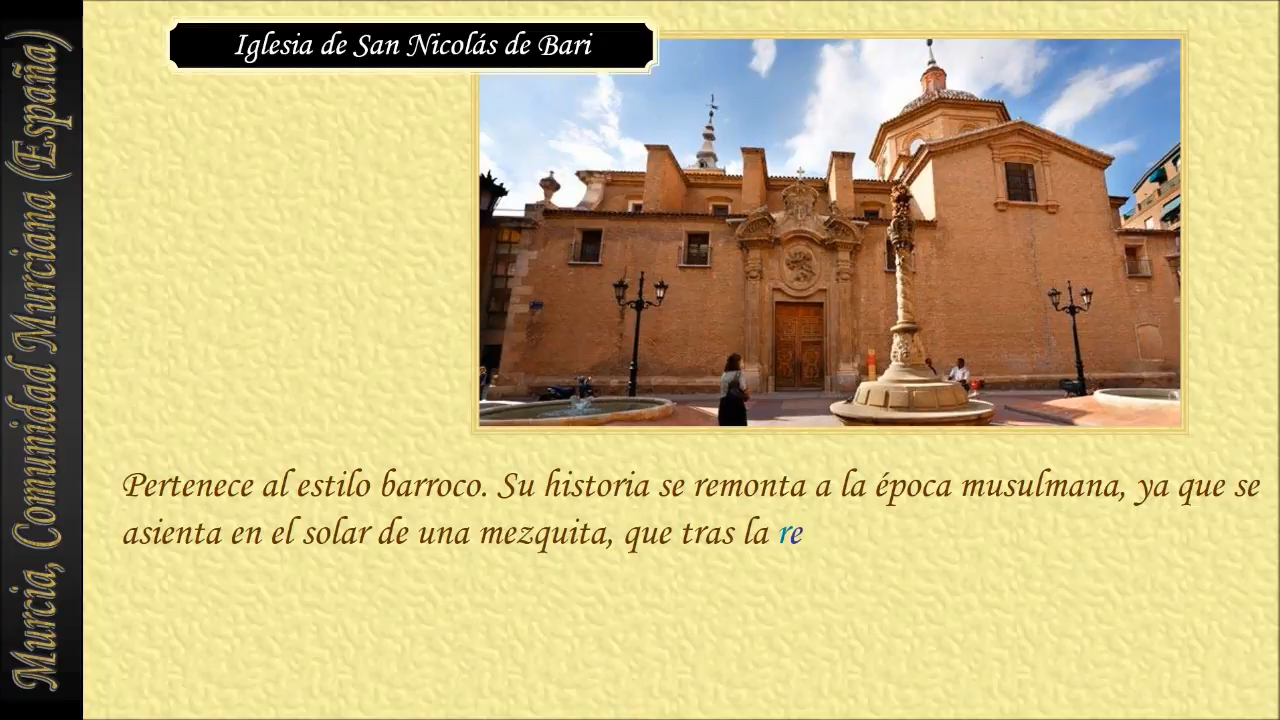 Iglesia de San Nicolás de Bari
Murcia, Comunidad Murciana (España)
Pertenece al estilo barroco. Su historia se remonta a la época musulmana, ya que se
asienta en el solar de una mezquita, que tras la re